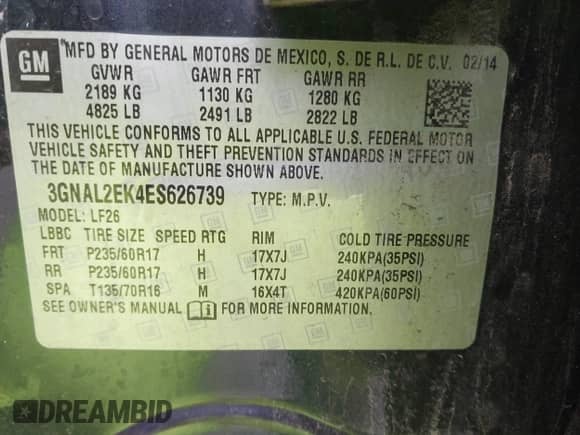 GM
MFD BY GENERAL MOTORS DE MEXICO, S. DE R.L. DE C.V. 02/14
GVWR GAWR FRT GAWR RR
2189 KG 1130 KG 1280 KG
4825 LB 2491 LB 2822 LB
THIS VEHICLE CONFORMS TO ALL APPLICABLE U.S. FEDERAL MOTOR
VEHICLE SAFETY AND THEFT PREVENTION STANDARDS IN EFFECT ON
THE DATE OF MANUFACTURE SHOWN ABOVE.
3GNAL2EK4ES626739 TYPE: M.P.V.
MODEL: LF26
LBBC TIRE SIZE SPEED RTG RIM COLD TIRE PRESSURE
FRT P235/60R17 H 17X7J 240KPA(35PSI)
RR P235/60R17 H 17X7J 240KPA(35PSI)
SPA T135/70R16 M 16X4T 420KPA(60PSI)
SEE OWNER'S MANUAL FOR MORE INFORMATION.
DREAMBID